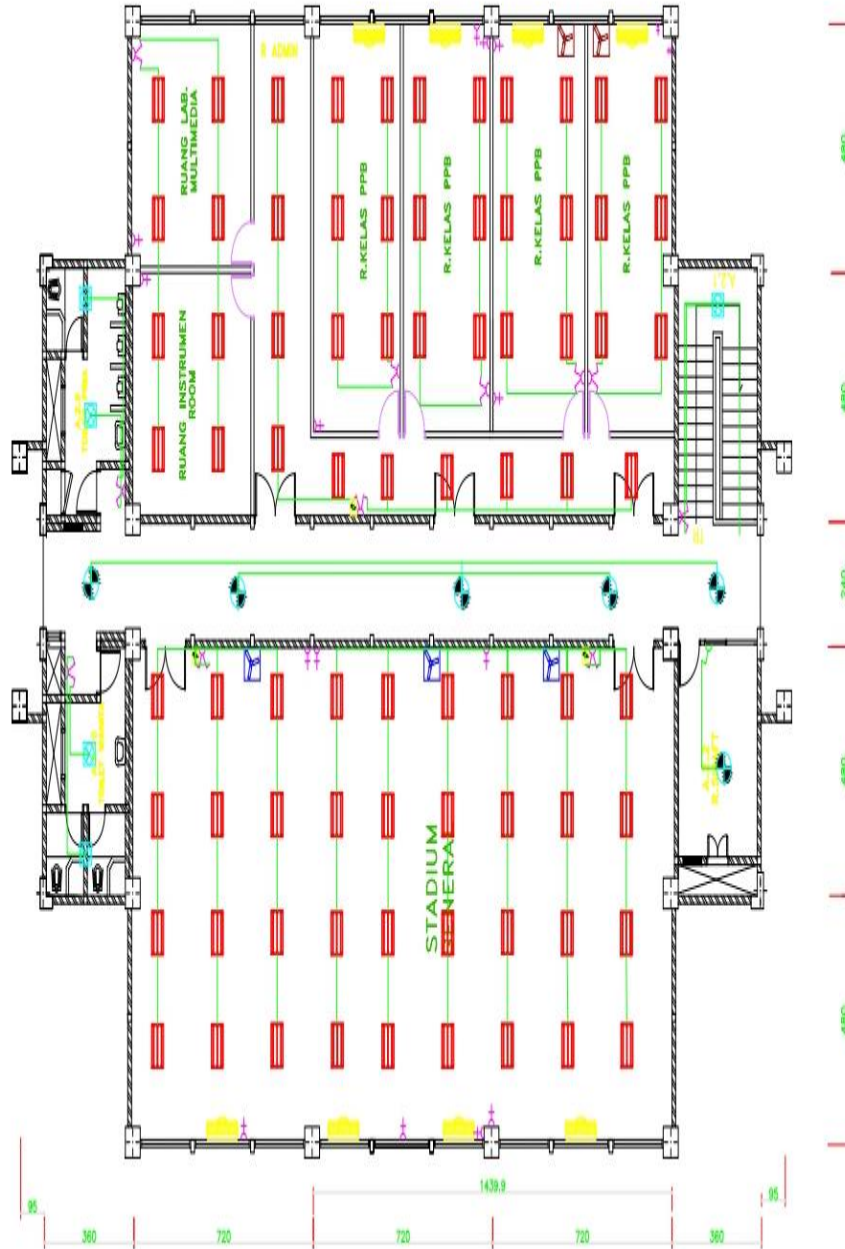 R ADMIN
RUANG LAB.
MULTIMEDIA
R.KELAS PPB
R.KELAS PPB
R.KELAS PPB
R.KELAS PPB
RUANG INSTRUMEN
ROOM
STADIUM
GENERAL
480
480
240
480
480
1439.9
95
95
360
720
720
720
360